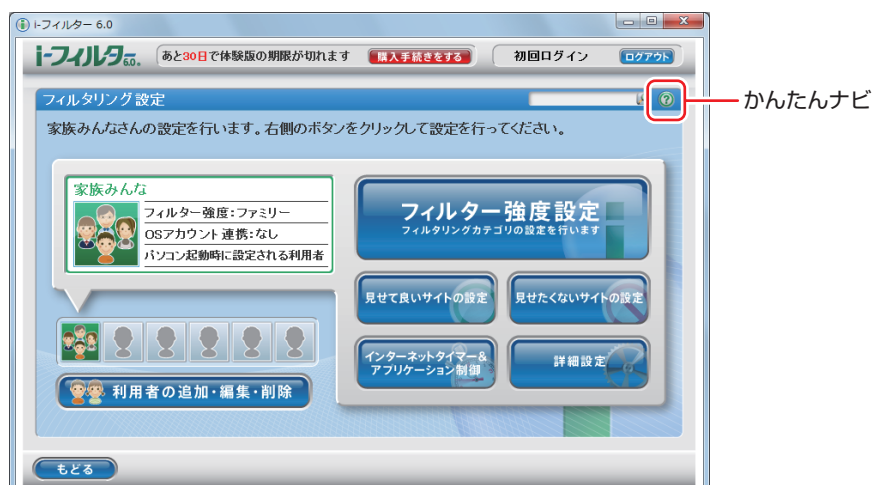 i-フィルター 6.0
i-フィルター6.0.
あと30日で体験版の期限が切れます
購入手続きをする
初回ログイン
ログアウト
フィルタリング設定
?
かんたんナビ
家族みんなさんの設定を行います。右側のボタンをクリックして設定を行ってください。
家族みんな
フィルター強度:ファミリー
OSアカウント連携:なし
パソコン起動時に設定される利用者
フィルター強度設定
フィルタリングカテゴリの設定を行います
見せて良いサイトの設定
見せたくないサイトの設定
インターネットタイマー&
アプリケーション制御
詳細設定
利用者の追加・編集・削除
もどる